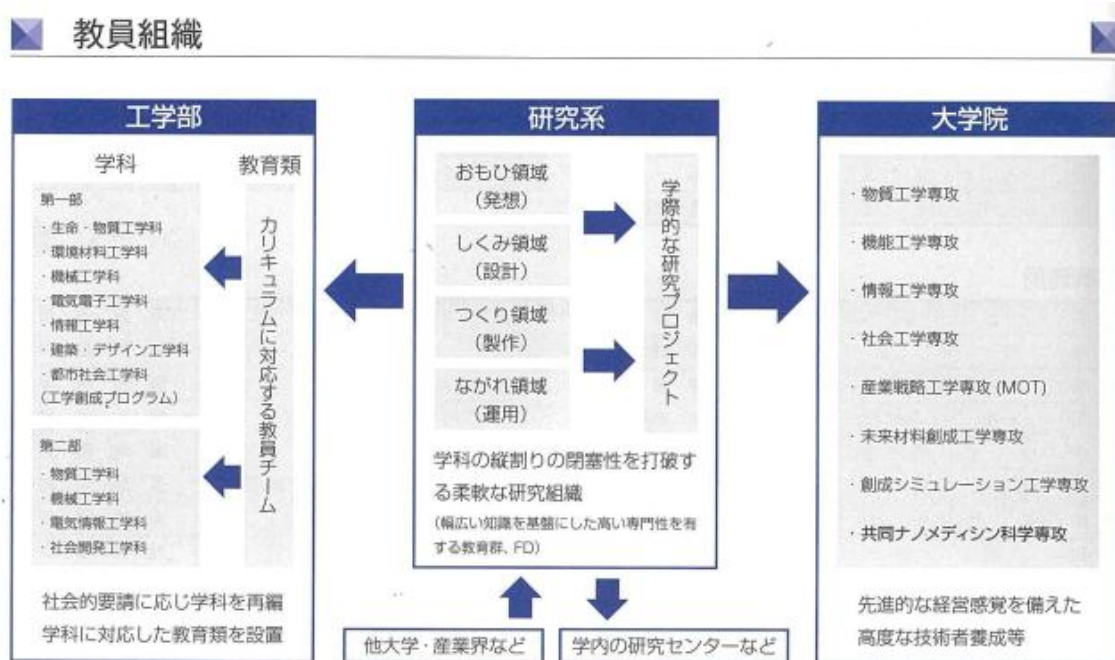 教員組織
工学部
学科
教育類
第一部
・生命・物質工学科
・環境材料工学科
・機械工学科
・電気電子工学科
・情報工学科
・建築・デザイン工学科
・都市社会工学科
(工学創成プログラム)
第二部
・物質工学科
・機械工学科
・電気情報工学科
・社会開発工学科
カリキュラムに対応する教員チーム
社会的要請に応じ学科を再編
学科に対応した教育類を設置
研究系
おもひ領域
(発想)
しくみ領域
(設計)
つくり領域
(製作)
ながれ領域
(運用)
学際的な研究プロジェクト
学科の縦割りの閉塞性を打破す
る柔軟な研究組織
(幅広い知識を基盤にした高い専門性を有
する教育群、FD)
他大学・産業界など
学内の研究センターなど
大学院
・物質工学専攻
・機能工学専攻
・情報工学専攻
・社会工学専攻
・産業戦略工学専攻 (MOT)
・未来材料創成工学専攻
・創成シミュレーション工学専攻
・共同ナノメディシン科学専攻
先進的な経営感覚を備えた
高度な技術者養成等